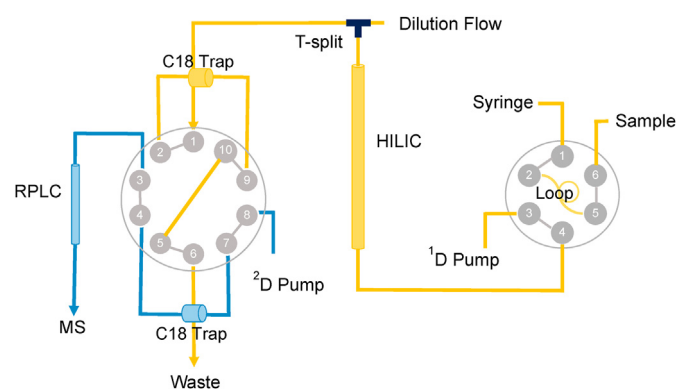 Dilution Flow
T-split
C18 Trap
Syringe
Sample
HILIC
1
2
10
3
9
4
8
5
7
6
RPLC
1
2
6
Loop
3
5
4
¹D Pump
²D Pump
MS
C18 Trap
Waste